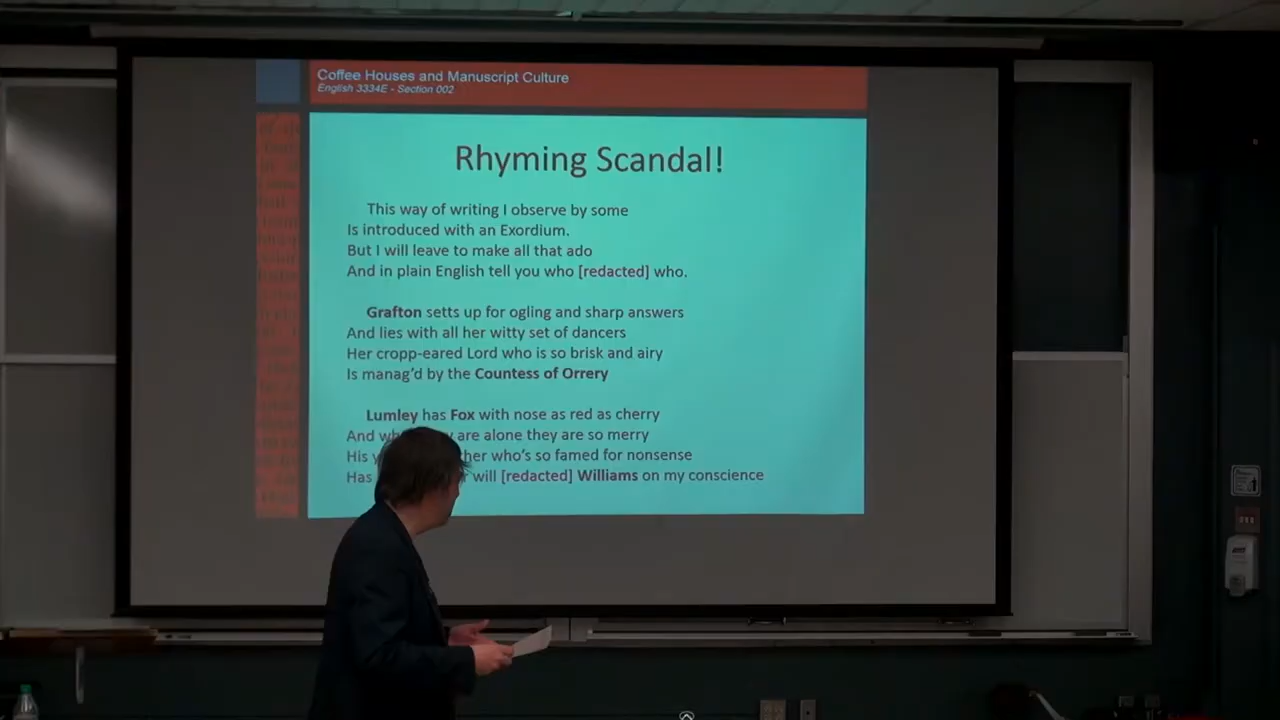 Coffee Houses and Manuscript Culture
English 3334E - Section 002
Rhyming Scandal!
This way of writing I observe by some
Is introduced with an Exordium.
But I will leave to make all that ado
And in plain English tell you who [redacted] who.
Grafton setts up for ogling and sharp answers
And lies with all her witty set of dancers
Her cropp-eared Lord who is so brisk and airy
Is manag'd by the Countess of Orrery
Lumley has Fox with nose as red as cherry
And are alone they are so merry
His who's so famed for nonsense
Has will [redacted] Williams on my conscience